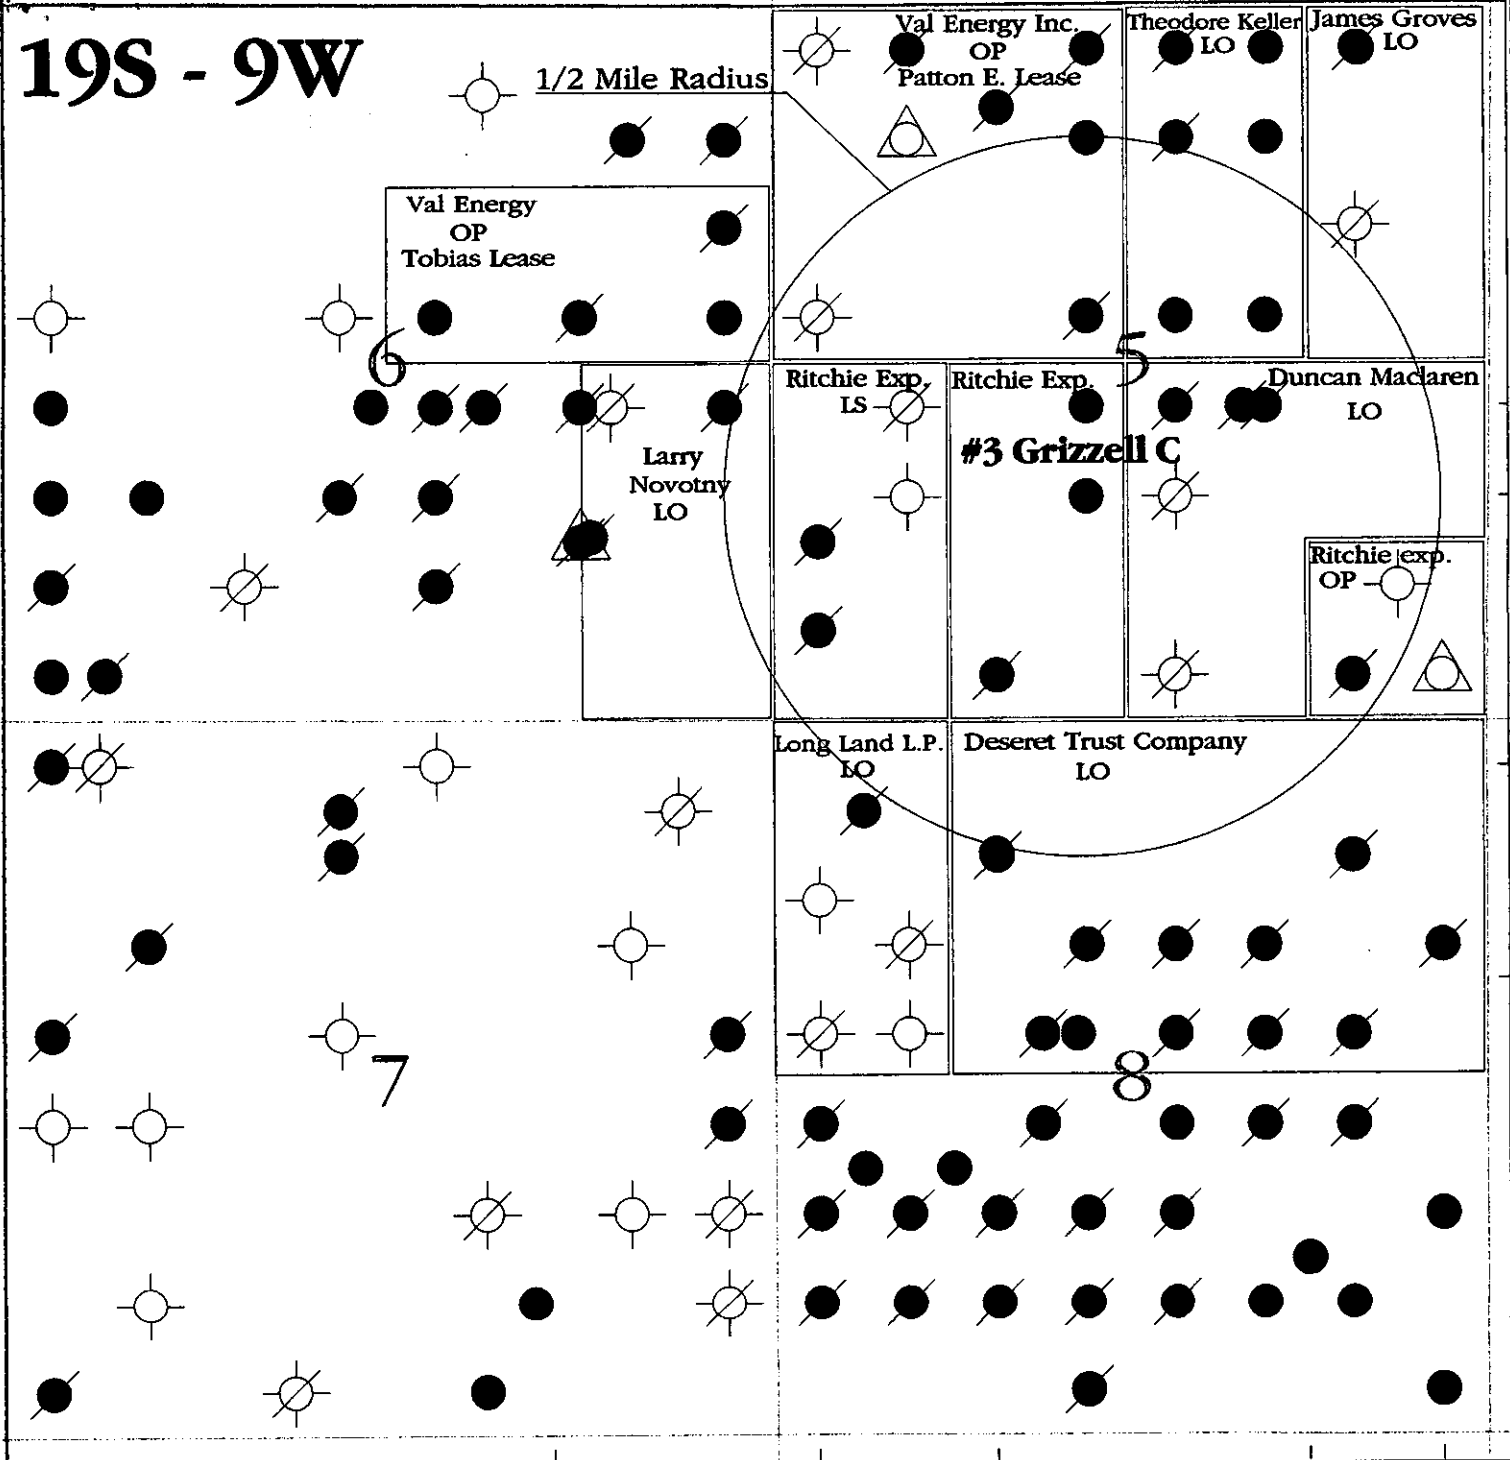 19S - 9W
1/2 Mile Radius
Val Energy Inc.
OP
Patton E. Lease
Theodore Keller
LO
James Groves
LO
Val Energy
OP
Tobias Lease
6
5
Ritchie Exp.
LS
Ritchie Exp.
Duncan Maclaren
LO
#3 Grizzell C
Larry
Novotny
LO
Ritchie exp.
OP
Long Land L.P.
LO
Deseret Trust Company
LO
7
8